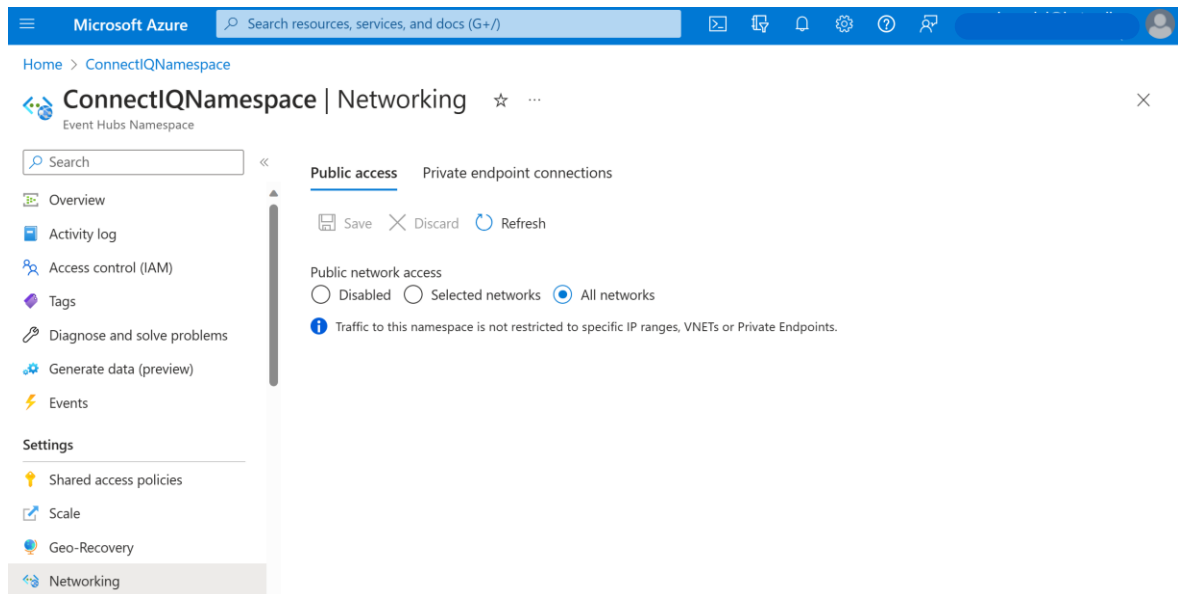 Microsoft Azure
Search resources, services, and docs (G+/)
Home > ConnectIQNamespace
ConnectIQNamespace | Networking
Event Hubs Namespace
Search
Overview
Activity log
Access control (IAM)
Tags
Diagnose and solve problems
Generate data (preview)
Events
Settings
Shared access policies
Scale
Geo-Recovery
Networking
Public access Private endpoint connections
Save Discard Refresh
Public network access
Disabled Selected networks All networks
Traffic to this namespace is not restricted to specific IP ranges, VNETs or Private Endpoints.